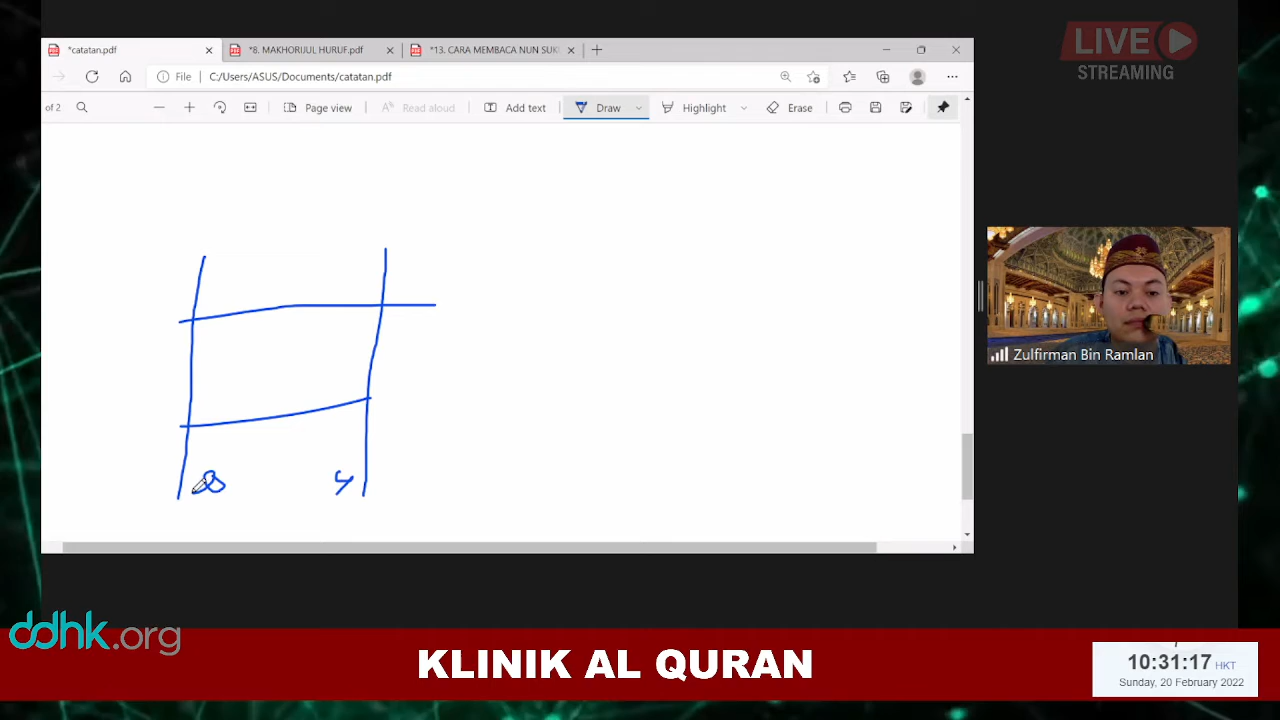 LIVE
STREAMING
*catatan.pdf
*8. MAKHORIJUL HURUF.pdf
*13. CARA MEMBACA NUN SUK
File
C:/Users/ASUS/Documents/catatan.pdf
of 2
Page view
Read aloud
Add text
Draw
Highlight
Erase
Zulfirman Bin Ramlan
ddhk.org
KLINIK AL QURAN
10:31:17 HKT
Sunday, 20 February 2022